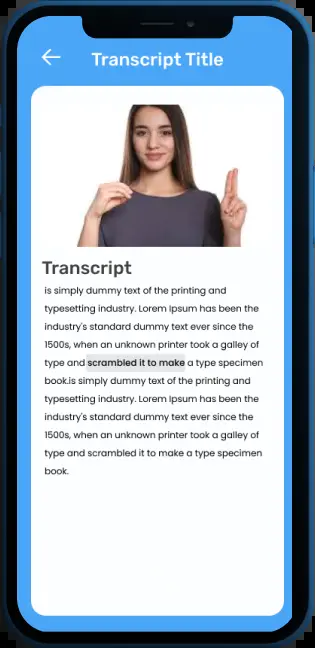 Transcript Title
Transcript
is simply dummy text of the printing and
typesetting industry. Lorem Ipsum has been the
industry's standard dummy text ever since the
1500s, when an unknown printer took a galley of
type and scrambled it to make a type specimen
book.is simply dummy text of the printing and
typesetting industry. Lorem Ipsum has been the
industry's standard dummy text ever since the
1500s, when an unknown printer took a galley of
type and scrambled it to make a type specimen
book.